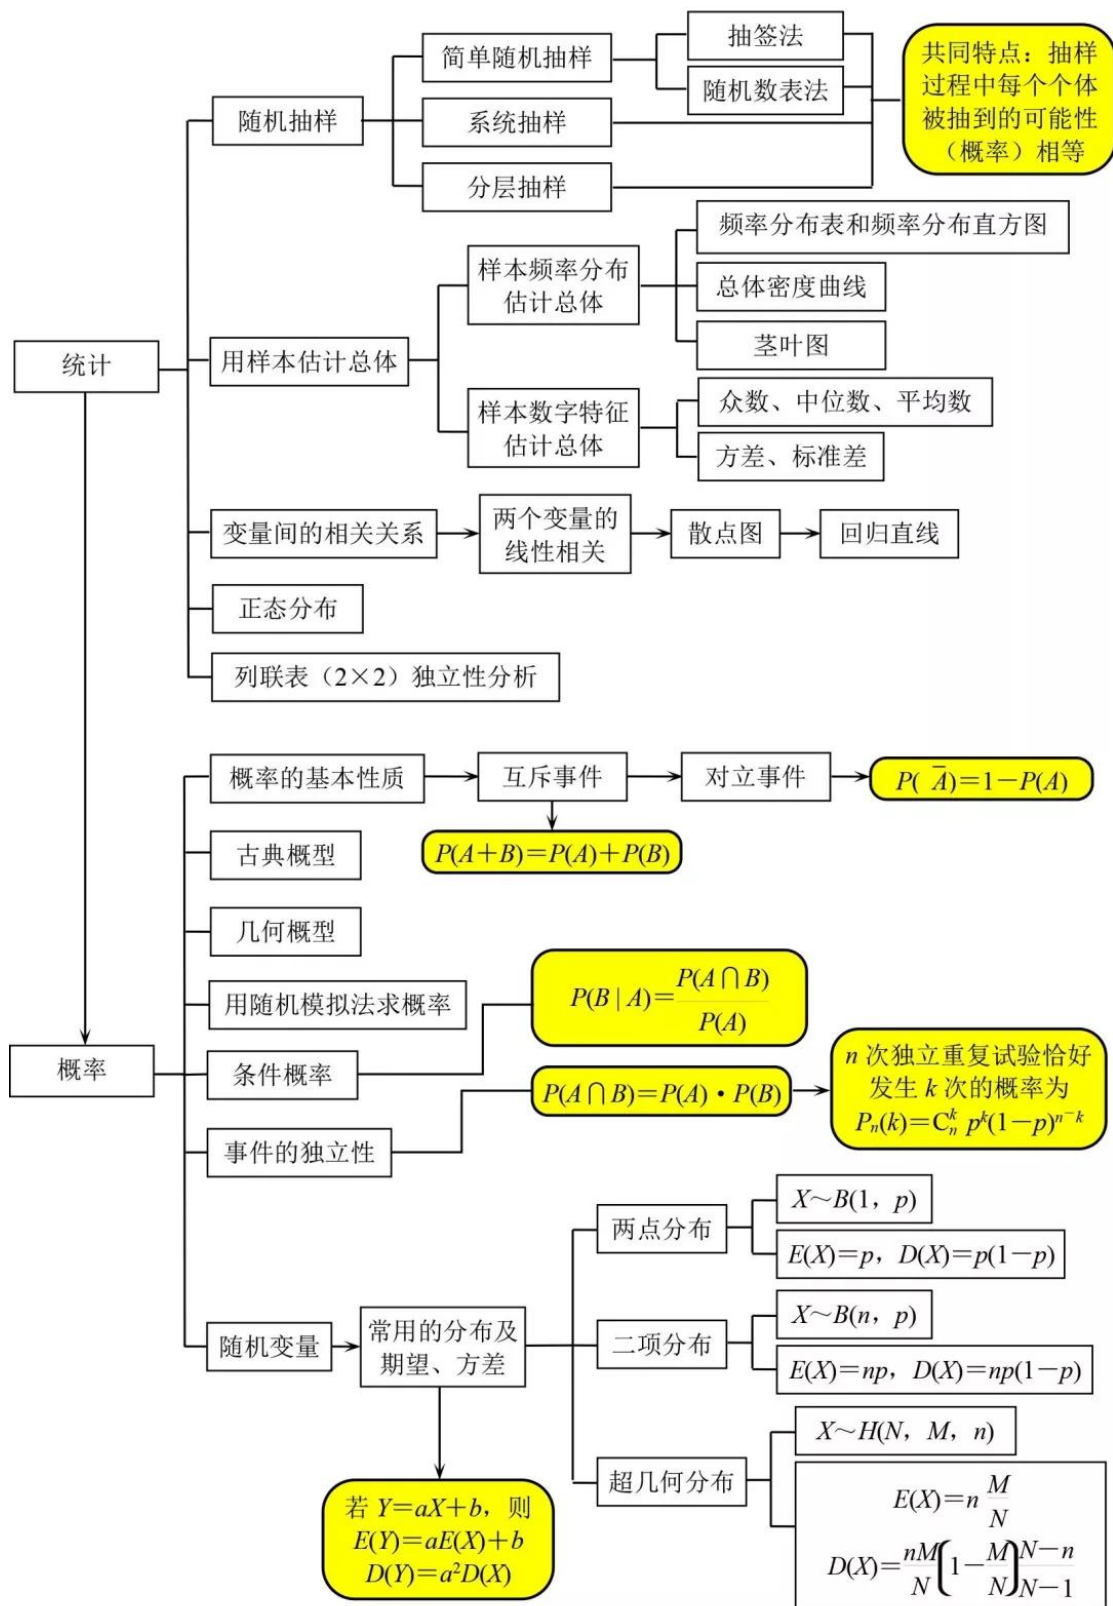 统计
随机抽样
简单随机抽样
抽签法
随机数表法
系统抽样
分层抽样
共同特点：抽样
过程中每个个体
被抽到的可能性
（概率）相等
用样本估计总体
样本频率分布
估计总体
频率分布表和频率分布直方图
总体密度曲线
茎叶图
样本数字特征
估计总体
众数、中位数、平均数
方差、标准差
变量间的相关关系
两个变量的
线性相关
散点图
回归直线
正态分布
列联表（2×2）独立性分析
概率
概率的基本性质
互斥事件
对立事件
P(A̅)=1－P(A)
P(A＋B)=P(A)＋P(B)
古典概型
几何概型
用随机模拟法求概率
条件概率
P(B | A)=P(A⋂B)/P(A)
事件的独立性
P(A⋂B)=P(A)·P(B)
n 次独立重复试验恰好
发生 k 次的概率为
Pₙ(k)=Cₙᵏ pᵏ(1－p)ⁿ⁻ᵏ
随机变量
常用的分布及
期望、方差
若 Y=aX＋b，则
E(Y)=aE(X)＋b
D(Y)=a²D(X)
两点分布
X～B(1，p)
E(X)=p，D(X)=p(1－p)
二项分布
X～B(n，p)
E(X)=np，D(X)=np(1－p)
超几何分布
X～H(N，M，n)
E(X)=n M/N
D(X)=nM/N(1－M/N)N－n/N－1